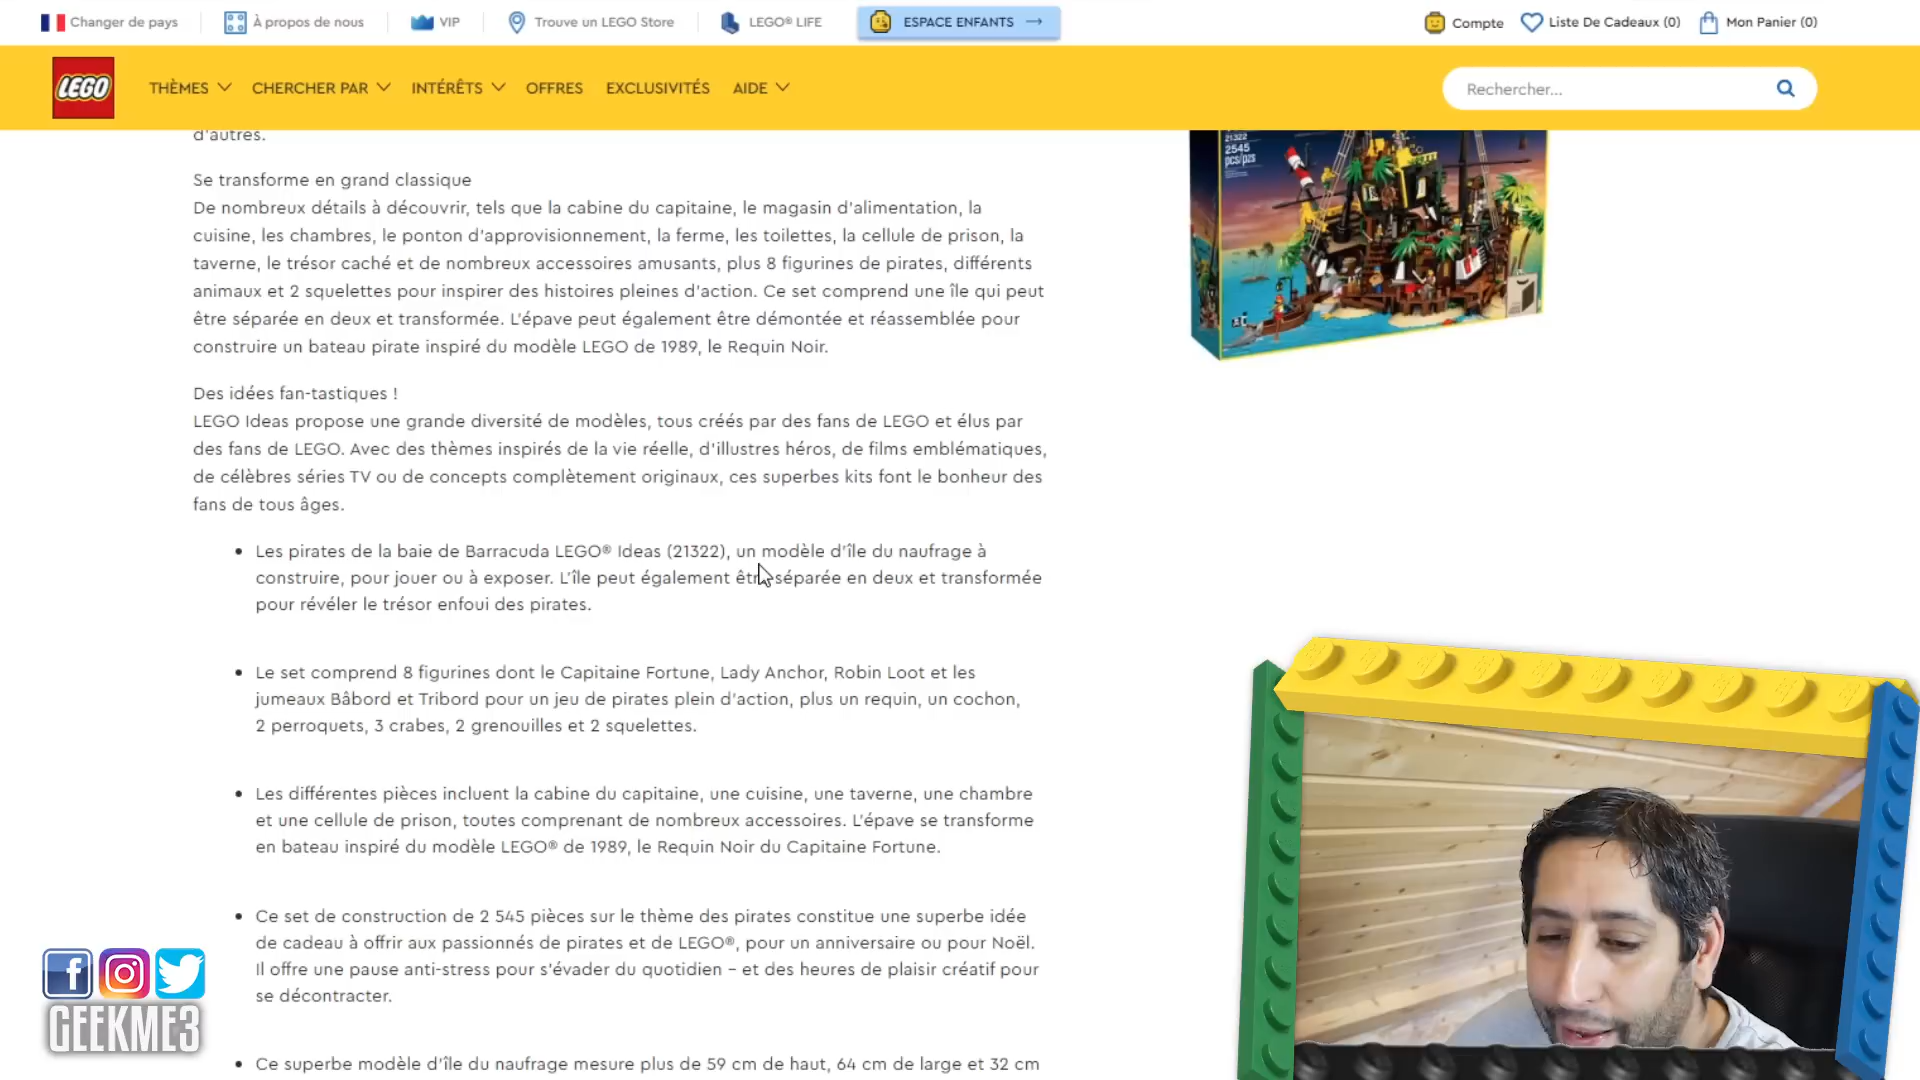 Changer de pays
À propos de nous
VIP
Trouve un LEGO Store
LEGO® LIFE
ESPACE ENFANTS
Compte
Liste De Cadeaux (0)
Mon Panier (0)
LEGO
THÈMES
CHERCHER PAR
INTÉRÊTS
OFFRES
EXCLUSIVITÉS
AIDE
Rechercher...
d'autres.
Se transforme en grand classique
De nombreux détails à découvrir, tels que la cabine du capitaine, le magasin d'alimentation, la
cuisine, les chambres, le ponton d'approvisionnement, la ferme, les toilettes, la cellule de prison, la
taverne, le trésor caché et de nombreux accessoires amusants, plus 8 figurines de pirates, différents
animaux et 2 squelettes pour inspirer des histoires pleines d'action. Ce set comprend une île qui peut
être séparée en deux et transformée. L'épave peut également être démontée et réassemblée pour
construire un bateau pirate inspiré du modèle LEGO de 1989, le Requin Noir.
21322
2545
pcs/pzs
Des idées fan-tastiques !
LEGO Ideas propose une grande diversité de modèles, tous créés par des fans de LEGO et élus par
des fans de LEGO. Avec des thèmes inspirés de la vie réelle, d'illustres héros, de films emblématiques,
de célèbres séries TV ou de concepts complètement originaux, ces superbes kits font le bonheur des
fans de tous âges.
• Les pirates de la baie de Barracuda LEGO® Ideas (21322), un modèle d'île du naufrage à
construire, pour jouer ou à exposer. L'île peut également être séparée en deux et transformée
pour révéler le trésor enfoui des pirates.
• Le set comprend 8 figurines dont le Capitaine Fortune, Lady Anchor, Robin Loot et les
jumeaux Bâbord et Tribord pour un jeu de pirates plein d'action, plus un requin, un cochon,
2 perroquets, 3 crabes, 2 grenouilles et 2 squelettes.
• Les différentes pièces incluent la cabine du capitaine, une cuisine, une taverne, une chambre
et une cellule de prison, toutes comprenant de nombreux accessoires. L'épave se transforme
en bateau inspiré du modèle LEGO® de 1989, le Requin Noir du Capitaine Fortune.
• Ce set de construction de 2 545 pièces sur le thème des pirates constitue une superbe idée
de cadeau à offrir aux passionnés de pirates et de LEGO®, pour un anniversaire ou pour Noël.
Il offre une pause anti-stress pour s'évader du quotidien – et des heures de plaisir créatif pour
se décontracter.
• Ce superbe modèle d'île du naufrage mesure plus de 59 cm de haut, 64 cm de large et 32 cm
GEEKME3